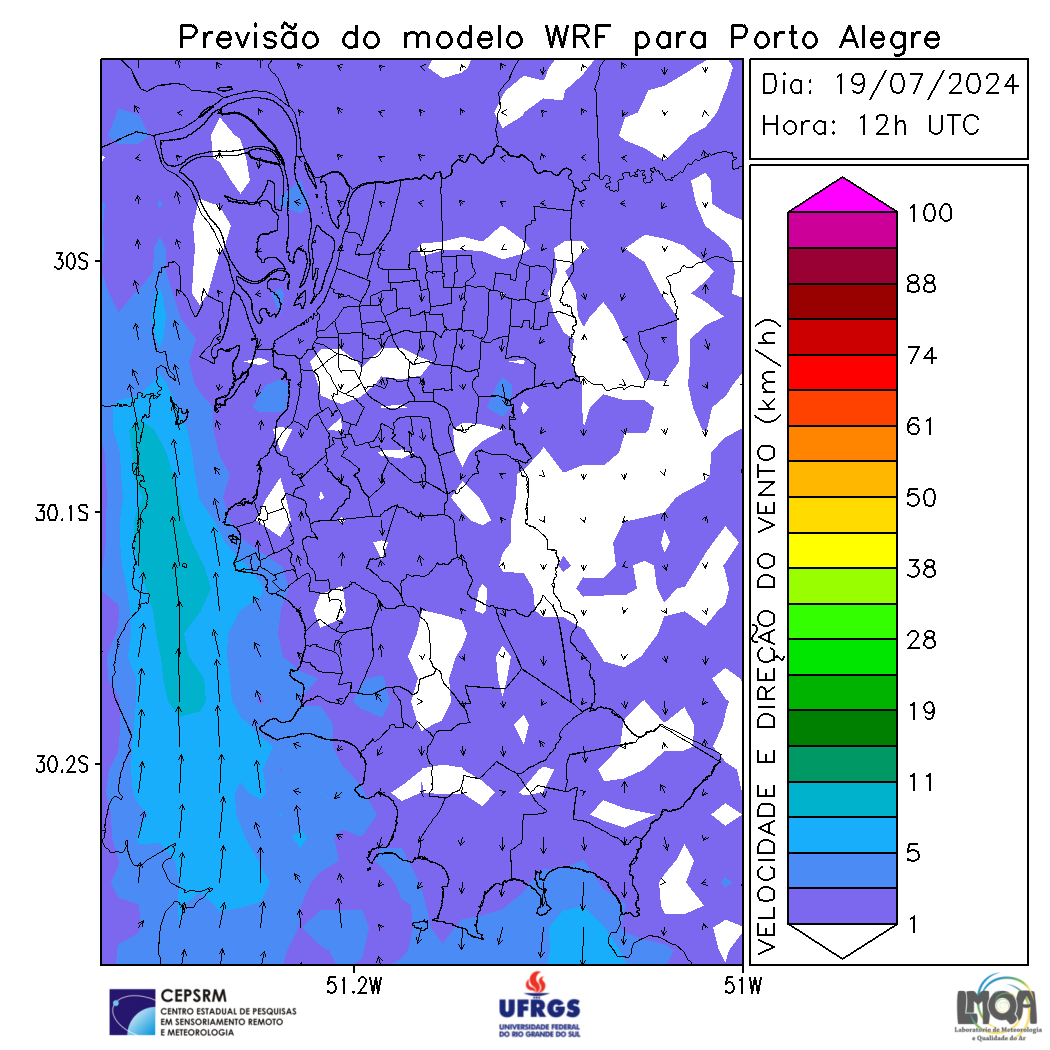 Previsão do modelo WRF para Porto Alegre
Dia: 19/07/2024
Hora: 12h UTC
30S
30.1S
30.2S
51.2W
51W
VELOCIDADE E DIREÇÃO DO VENTO (km/h)
100
88
74
61
50
38
28
19
11
5
1
CEPSRM
CENTRO ESTADUAL DE PESQUISAS
EM SENSORIAMENTO REMOTO
E METEOROLOGIA
UFRGS
UNIVERSIDADE FEDERAL
DO RIO GRANDE DO SUL
LMQA
Laboratório de Meteorologia
e Qualidade do Ar